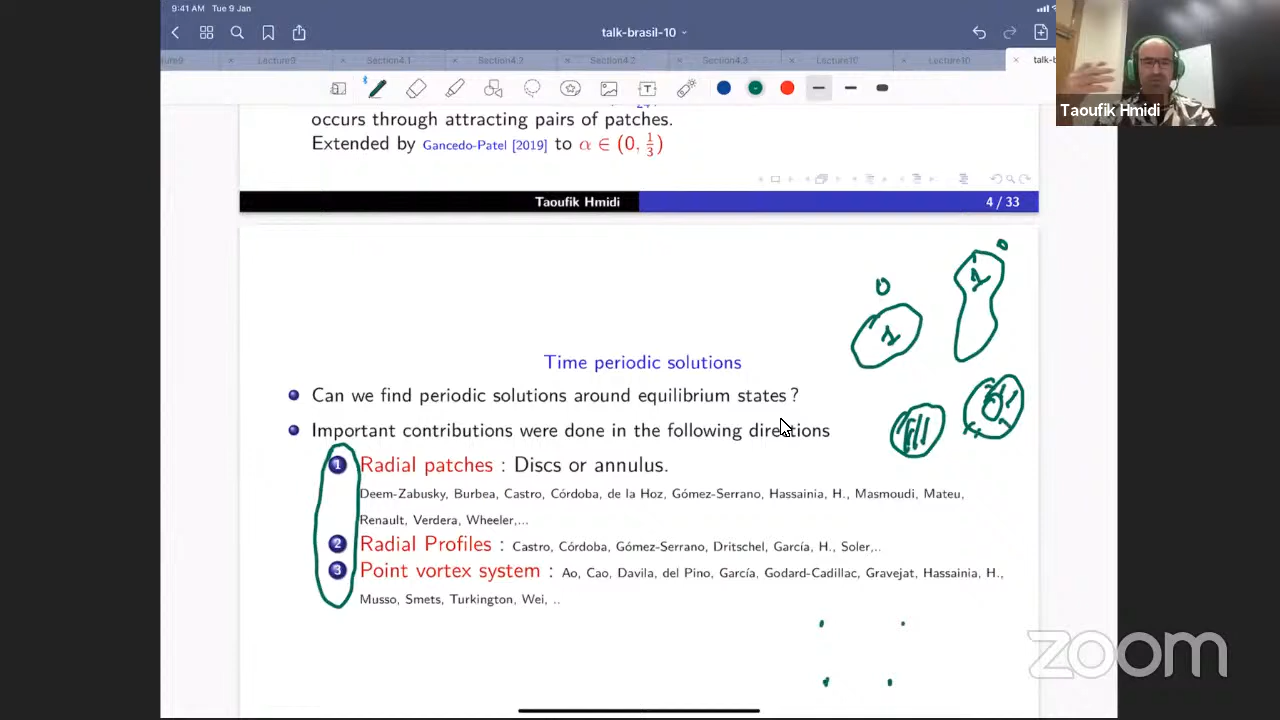 9:41 AM Tue 9 Jan
talk-brasil-10
Lecture9 Section4.1 Section4.2 Section4.3 Lecture10 Lecture10 talk-b
occurs through attracting pairs of patches.
Extended by Gancedo-Patel [2019] to α ∈ (0, 1/3)
Taoufik Hmidi 4 / 33
Taoufik Hmidi
0
0
1
1
Time periodic solutions
Can we find periodic solutions around equilibrium states ?
Important contributions were done in the following directions
1 Radial patches : Discs or annulus.
Deem-Zabusky, Burbea, Castro, Córdoba, de la Hoz, Gómez-Serrano, Hassainia, H., Masmoudi, Mateu,
Renault, Verdera, Wheeler,...
2 Radial Profiles : Castro, Córdoba, Gómez-Serrano, Dritschel, García, H., Soler,..
3 Point vortex system : Ao, Cao, Davila, del Pino, García, Godard-Cadillac, Gravejat, Hassainia, H.,
Musso, Smets, Turkington, Wei, ..
zoom